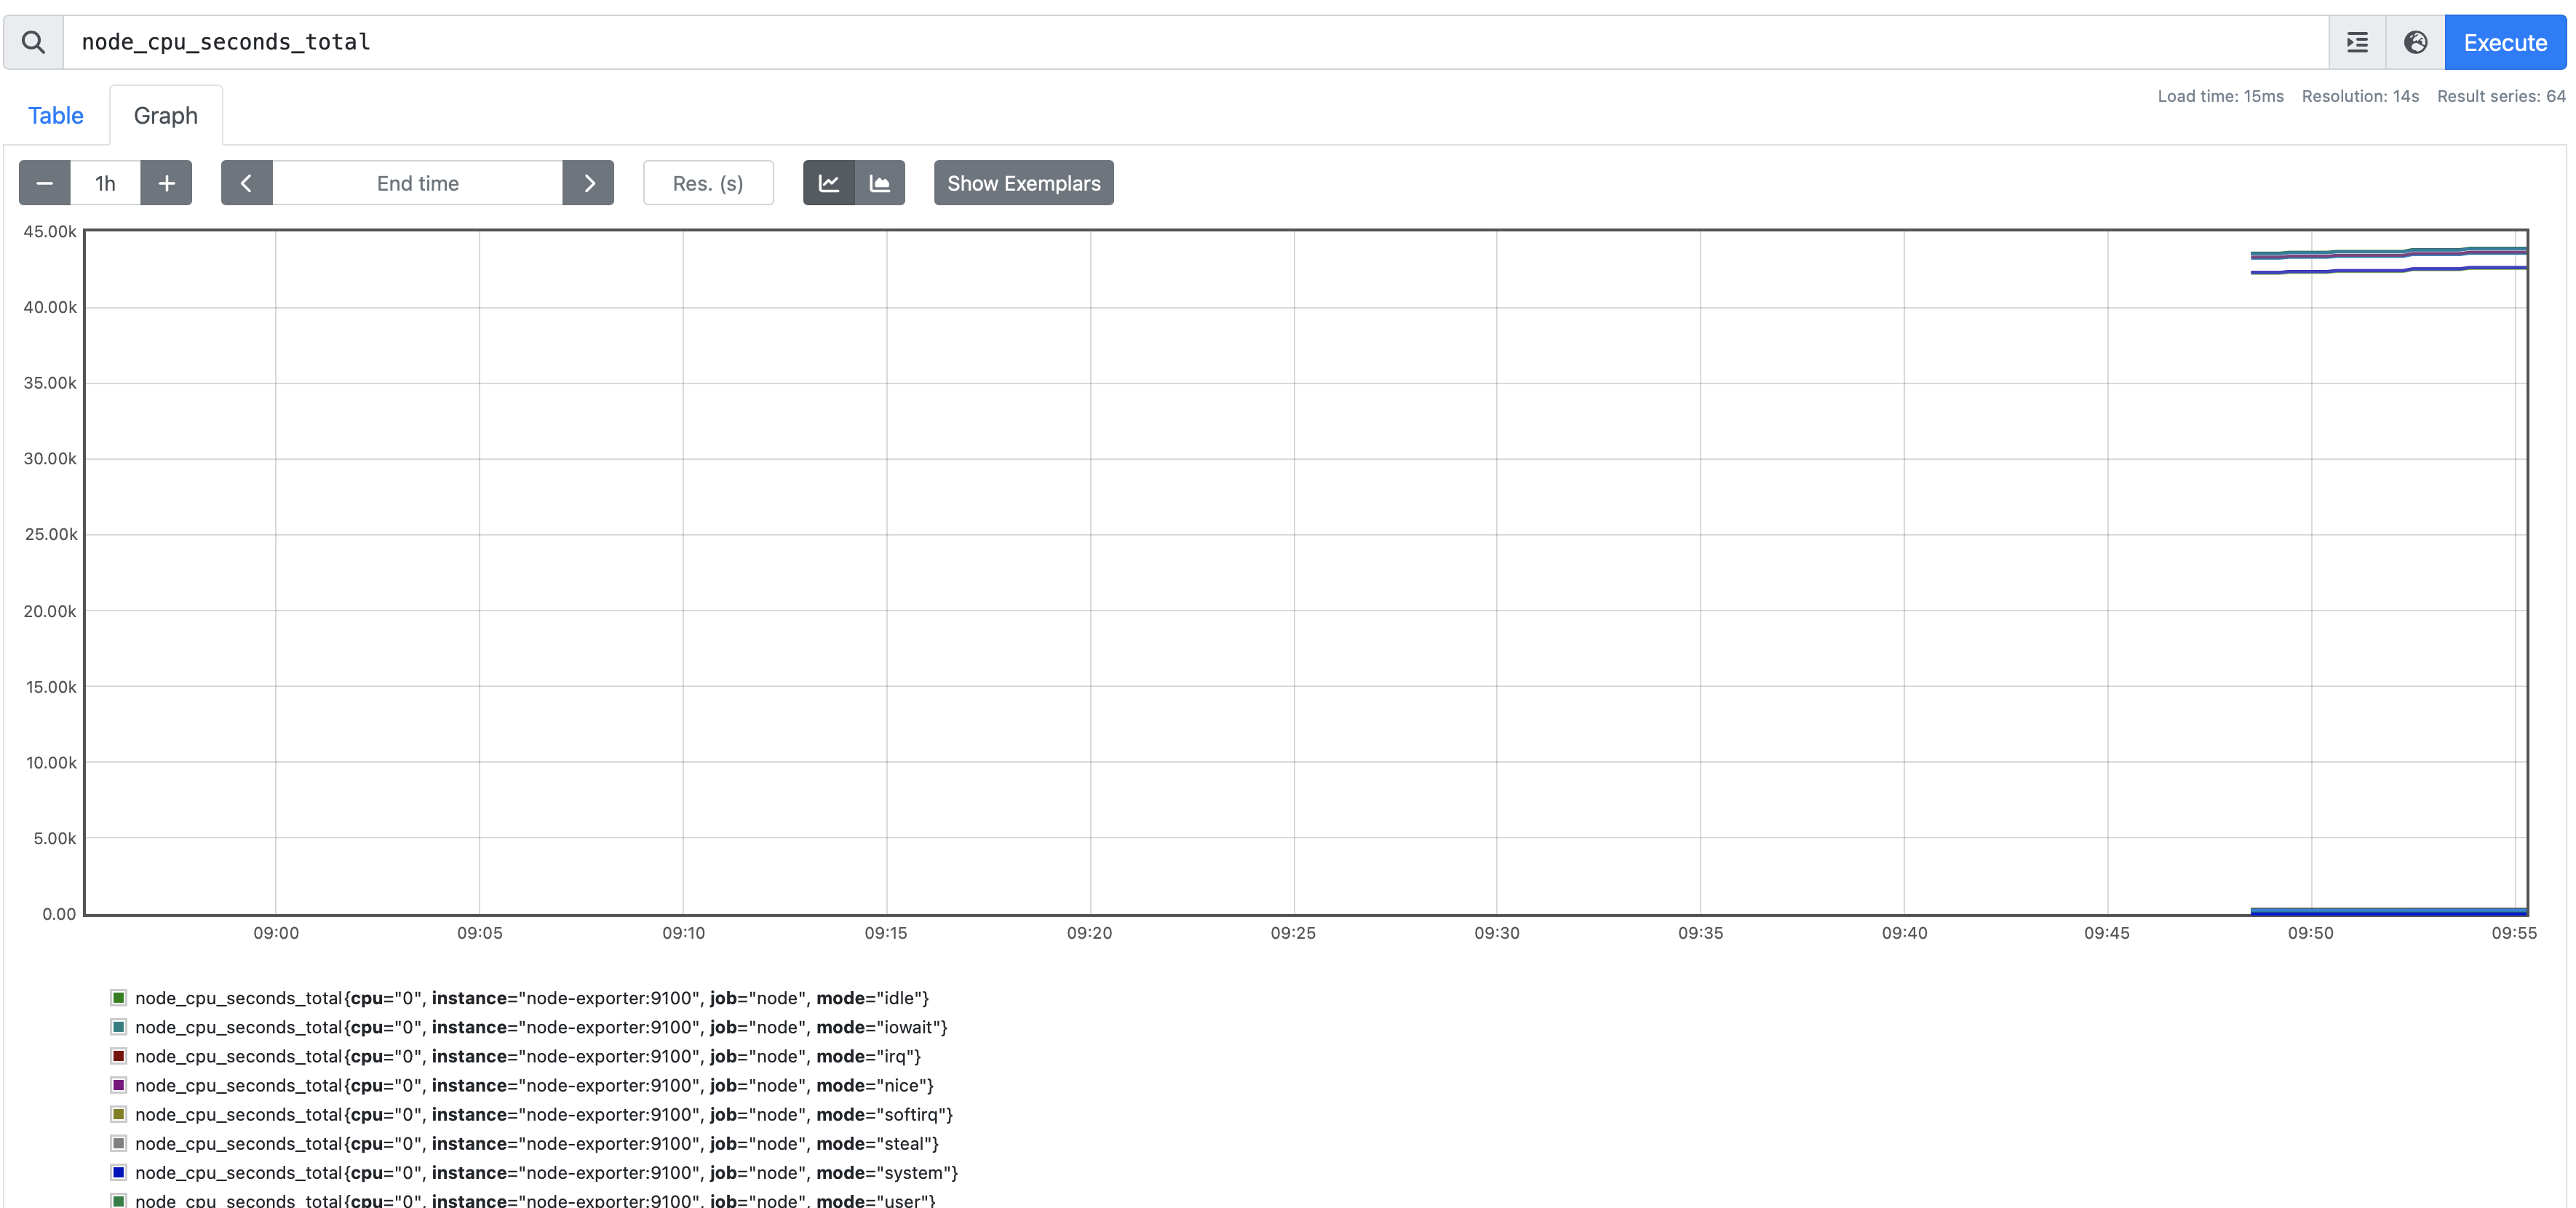 node_cpu_seconds_total
Execute
Table
Graph
Load time: 15ms Resolution: 14s Result series: 64
1h
End time
Res. (s)
Show Exemplars
45.00k
40.00k
35.00k
30.00k
25.00k
20.00k
15.00k
10.00k
5.00k
0.00
09:00 09:05 09:10 09:15 09:20 09:25 09:30 09:35 09:40 09:45 09:50 09:55
node_cpu_seconds_total{cpu="0", instance="node-exporter:9100", job="node", mode="idle"}
node_cpu_seconds_total{cpu="0", instance="node-exporter:9100", job="node", mode="iowait"}
node_cpu_seconds_total{cpu="0", instance="node-exporter:9100", job="node", mode="irq"}
node_cpu_seconds_total{cpu="0", instance="node-exporter:9100", job="node", mode="nice"}
node_cpu_seconds_total{cpu="0", instance="node-exporter:9100", job="node", mode="softirq"}
node_cpu_seconds_total{cpu="0", instance="node-exporter:9100", job="node", mode="steal"}
node_cpu_seconds_total{cpu="0", instance="node-exporter:9100", job="node", mode="system"}
node_cpu_seconds_total{cpu="0", instance="node-exporter:9100", job="node", mode="user"}